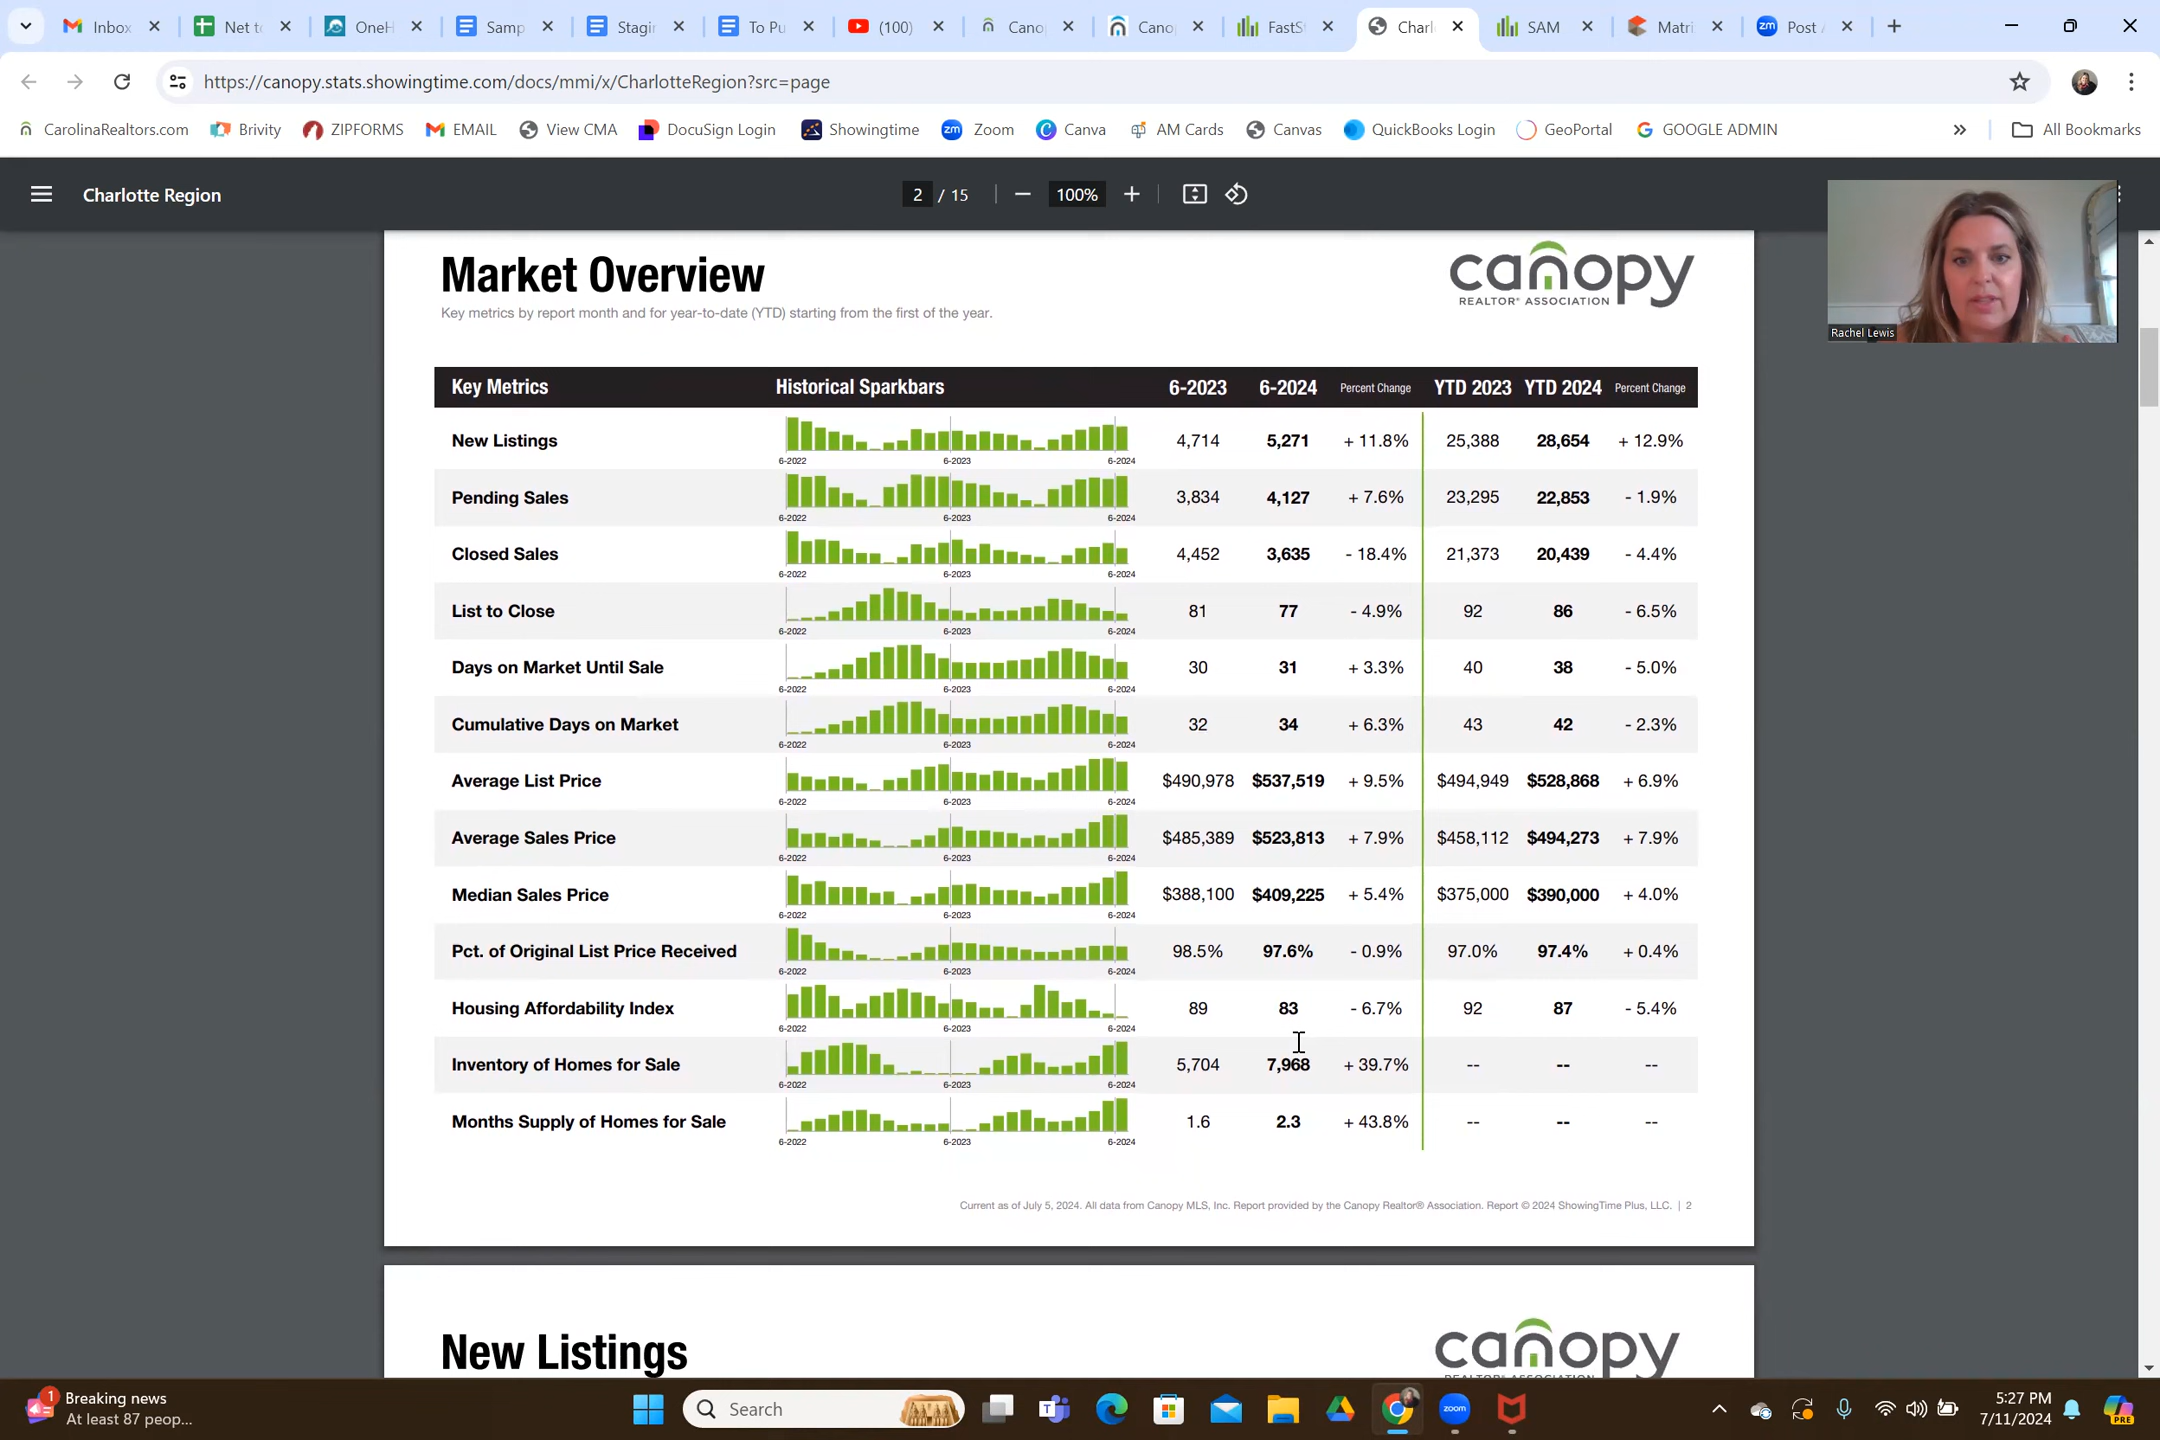 Inbox
Net t
OneH
Samp
Stagi
To Pu
(100)
Cano
Cano
FastS
Charl
SAM
Matri
Post
https://canopy.stats.showingtime.com/docs/mmi/x/CharlotteRegion?src=page
CarolinaRealtors.com Brivity ZIPFORMS EMAIL View CMA DocuSign Login Showingtime Zoom Canva AM Cards Canvas QuickBooks Login GeoPortal GOOGLE ADMIN » All Bookmarks
Charlotte Region
2 / 15 100%
Rachel Lewis
Market Overview
canopy
REALTOR® ASSOCIATION
Key metrics by report month and for year-to-date (YTD) starting from the first of the year.
Key Metrics Historical Sparkbars 6-2023 6-2024 Percent Change YTD 2023 YTD 2024 Percent Change
New Listings 4,714 5,271 + 11.8% 25,388 28,654 + 12.9%
6-2022 6-2023 6-2024
Pending Sales 3,834 4,127 + 7.6% 23,295 22,853 - 1.9%
6-2022 6-2023 6-2024
Closed Sales 4,452 3,635 - 18.4% 21,373 20,439 - 4.4%
6-2022 6-2023 6-2024
List to Close 81 77 - 4.9% 92 86 - 6.5%
6-2022 6-2023 6-2024
Days on Market Until Sale 30 31 + 3.3% 40 38 - 5.0%
6-2022 6-2023 6-2024
Cumulative Days on Market 32 34 + 6.3% 43 42 - 2.3%
6-2022 6-2023 6-2024
Average List Price $490,978 $537,519 + 9.5% $494,949 $528,868 + 6.9%
6-2022 6-2023 6-2024
Average Sales Price $485,389 $523,813 + 7.9% $458,112 $494,273 + 7.9%
6-2022 6-2023 6-2024
Median Sales Price $388,100 $409,225 + 5.4% $375,000 $390,000 + 4.0%
6-2022 6-2023 6-2024
Pct. of Original List Price Received 98.5% 97.6% - 0.9% 97.0% 97.4% + 0.4%
6-2022 6-2023 6-2024
Housing Affordability Index 89 83 - 6.7% 92 87 - 5.4%
6-2022 6-2023 6-2024
Inventory of Homes for Sale 5,704 7,968 + 39.7% -- -- --
6-2022 6-2023 6-2024
Months Supply of Homes for Sale 1.6 2.3 + 43.8% -- -- --
6-2022 6-2023 6-2024
Current as of July 5, 2024. All data from Canopy MLS, Inc. Report provided by the Canopy Realtor® Association. Report © 2024 ShowingTime Plus, LLC. | 2
New Listings
canopy
1
Breaking news
At least 87 peop...
Search
zoom
5:27 PM
7/11/2024
PRE